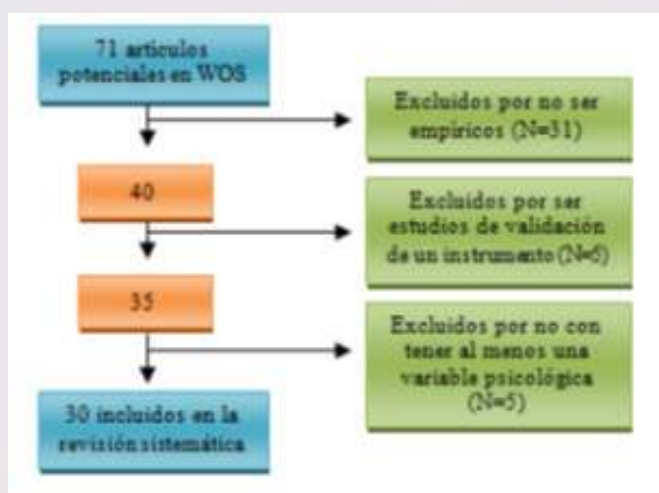 71 artículos
potenciales en WOS
Excluidos por no ser
empíricos (N=31)
40
Excluidos por ser
estudios de validación
de un instrumento
35
Excluidos por no con
tener al menos una
variable psicológica
(N=5)
30 incluidos en la
revisión sistemática